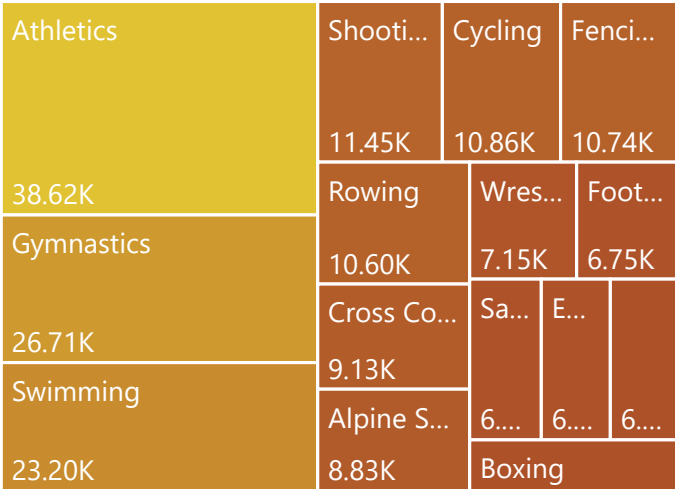 Athletics
38.62K
Gymnastics
26.71K
Swimming
23.20K
Shooti...
11.45K
Cycling
10.86K
Fenci...
10.74K
Rowing
10.60K
Cross Co...
9.13K
Alpine S...
8.83K
Wres...
7.15K
Foot...
6.75K
Sa...
6....
E...
6....
6....
Boxing